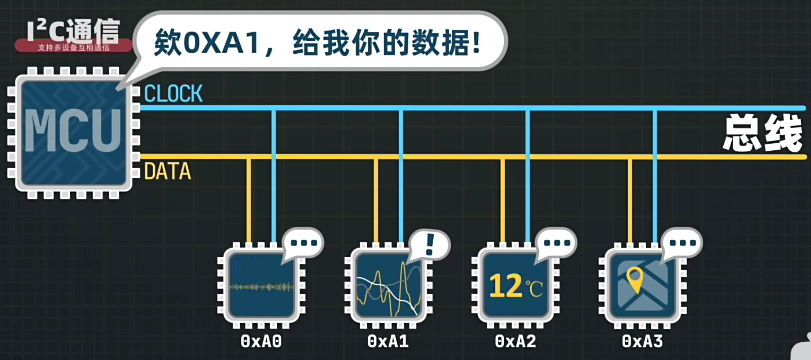 I²C通信
支持多设备互相通信
欸0XA1，给我你的数据!
MCU
CLOCK
总线
DATA
...
!
...
...
12℃
0xA0
0xA1
0xA2
0xA3